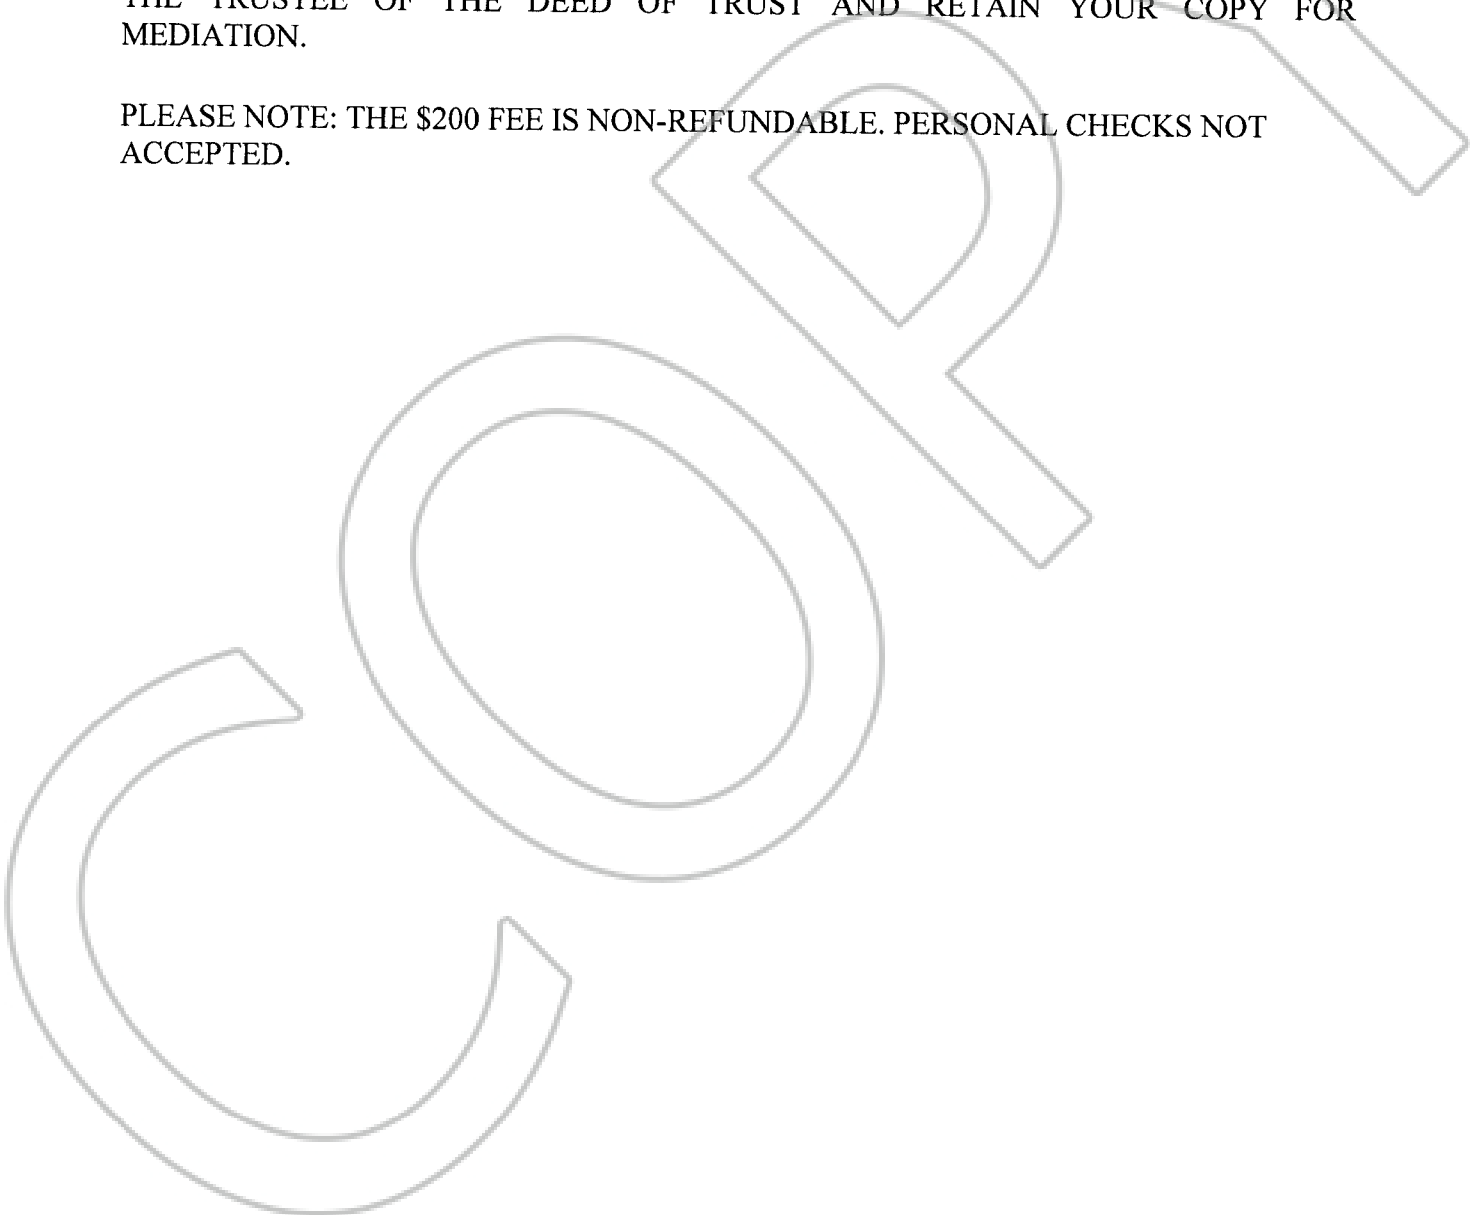 THE TRUSTEE OF THE DEED OF TRUST AND RETAIN YOUR COPY FOR
MEDIATION.
PLEASE NOTE: THE $200 FEE IS NON-REFUNDABLE. PERSONAL CHECKS NOT
ACCEPTED.
COPY